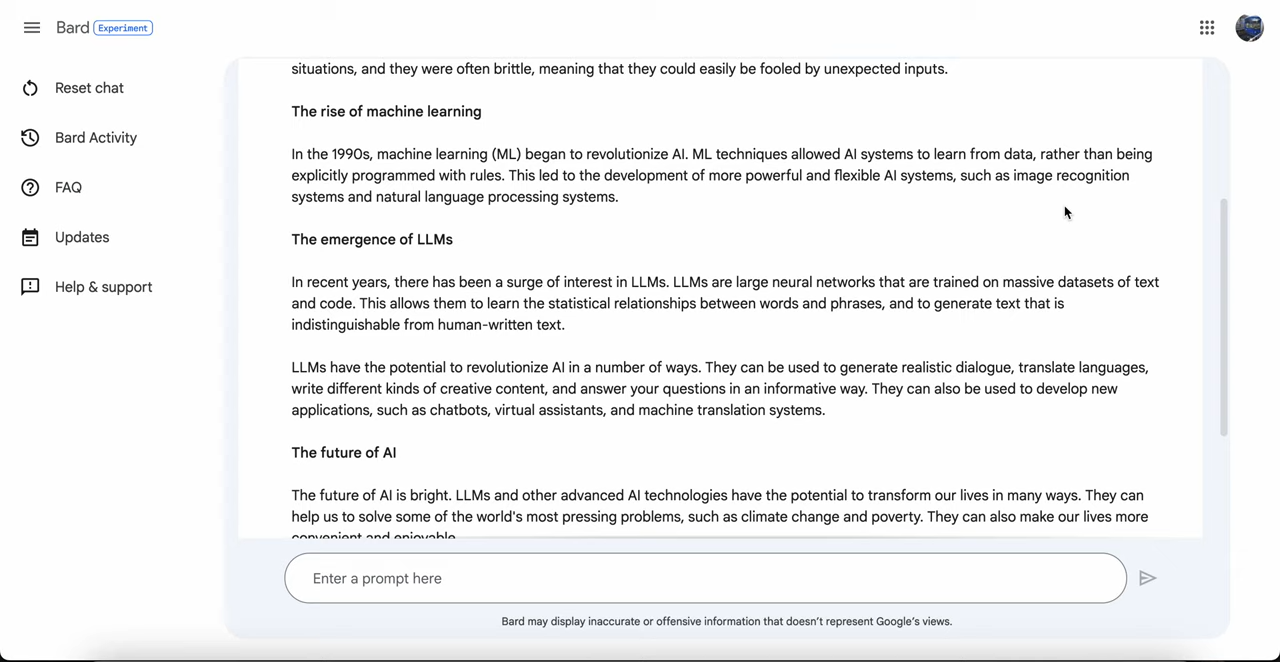 Bard Experiment
Reset chat
Bard Activity
FAQ
Updates
Help & support
situations, and they were often brittle, meaning that they could easily be fooled by unexpected inputs.
The rise of machine learning
In the 1990s, machine learning (ML) began to revolutionize AI. ML techniques allowed AI systems to learn from data, rather than being
explicitly programmed with rules. This led to the development of more powerful and flexible AI systems, such as image recognition
systems and natural language processing systems.
The emergence of LLMs
In recent years, there has been a surge of interest in LLMs. LLMs are large neural networks that are trained on massive datasets of text
and code. This allows them to learn the statistical relationships between words and phrases, and to generate text that is
indistinguishable from human-written text.
LLMs have the potential to revolutionize AI in a number of ways. They can be used to generate realistic dialogue, translate languages,
write different kinds of creative content, and answer your questions in an informative way. They can also be used to develop new
applications, such as chatbots, virtual assistants, and machine translation systems.
The future of AI
The future of AI is bright. LLMs and other advanced AI technologies have the potential to transform our lives in many ways. They can
help us to solve some of the world's most pressing problems, such as climate change and poverty. They can also make our lives more
convenient and enjoyable.
Enter a prompt here
Bard may display inaccurate or offensive information that doesn't represent Google's views.